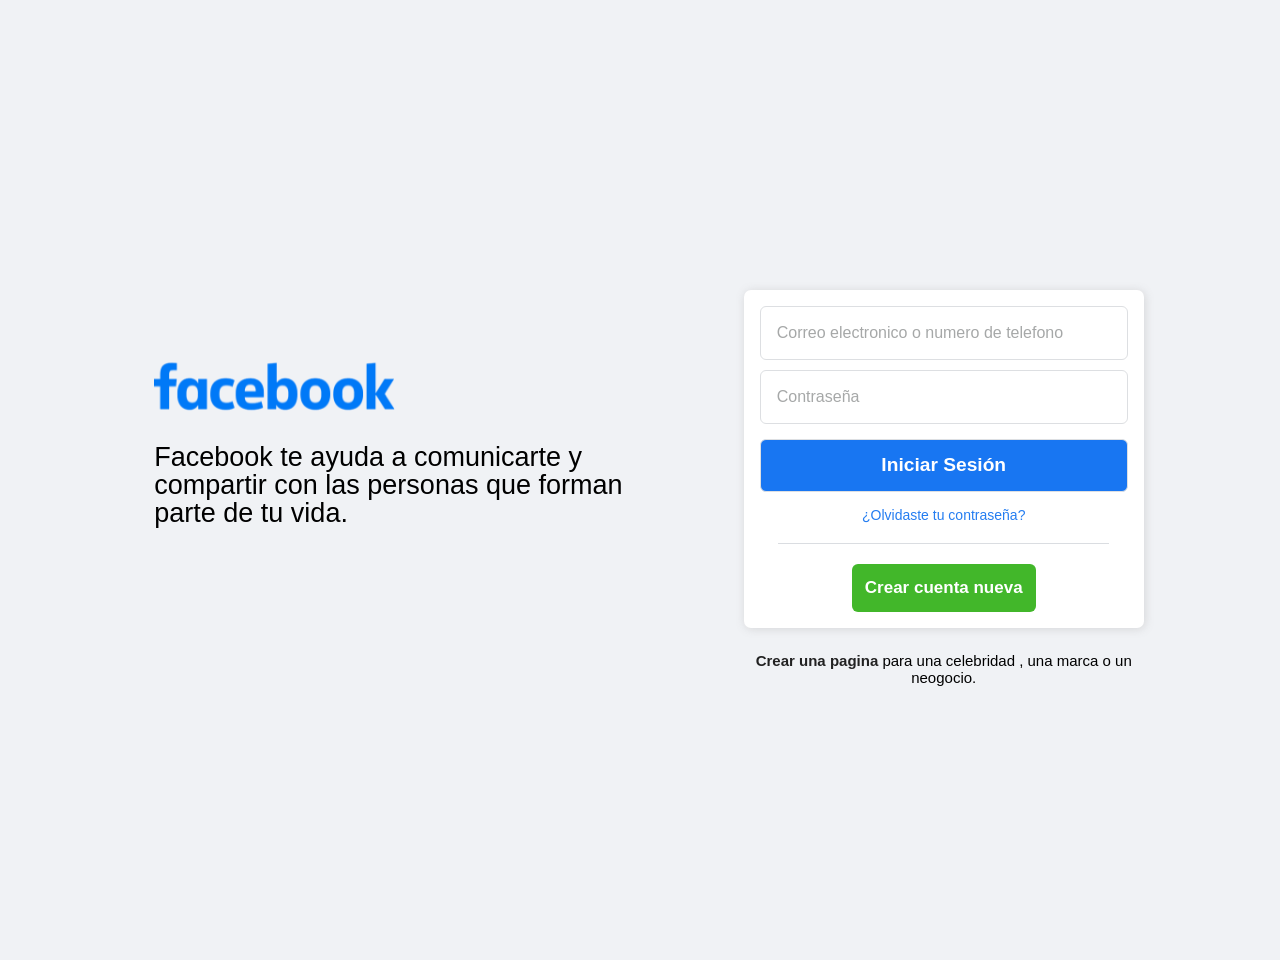 facebook
Facebook te ayuda a comunicarte y
compartir con las personas que forman
parte de tu vida.
Correo electronico o numero de telefono
Contraseña
Iniciar Sesión
¿Olvidaste tu contraseña?
Crear cuenta nueva
Crear una pagina para una celebridad , una marca o un
neogocio.